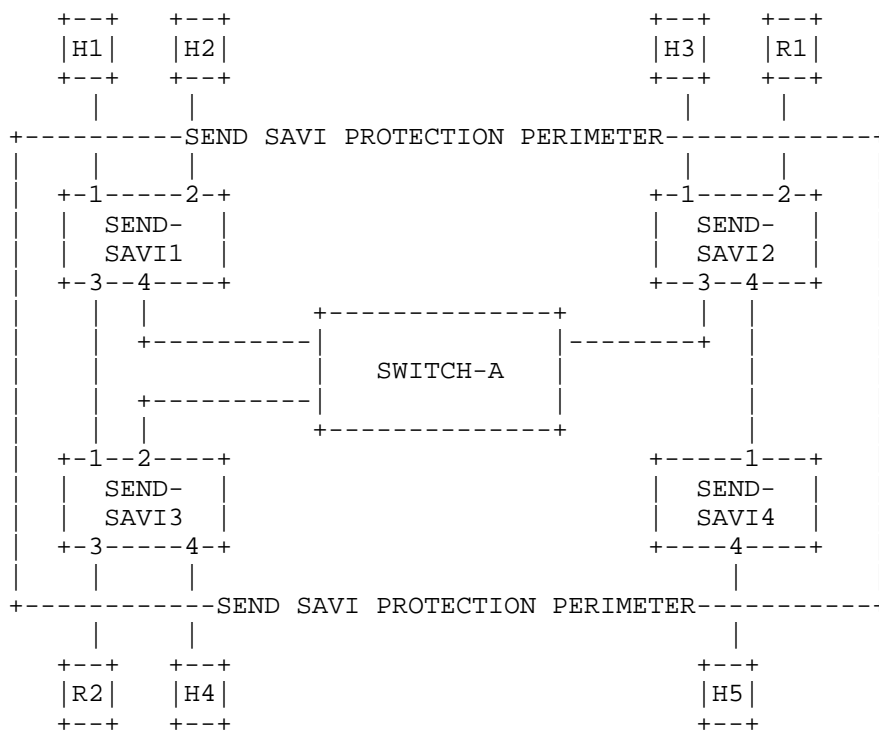 H1 H2 H3 R1
SEND SAVI PROTECTION PERIMETER
1 2 1 2
SEND- SEND-
SAVI1 SAVI2
3 4 3 4
SWITCH-A
1 2 1
SEND- SEND-
SAVI3 SAVI4
3 4 4
SEND SAVI PROTECTION PERIMETER
R2 H4 H5